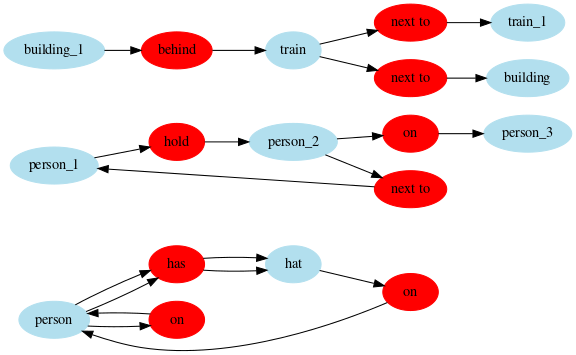 building_1
behind
train
next to
train_1
next to
building
person_1
hold
person_2
on
person_3
next to
person
has
hat
on
on